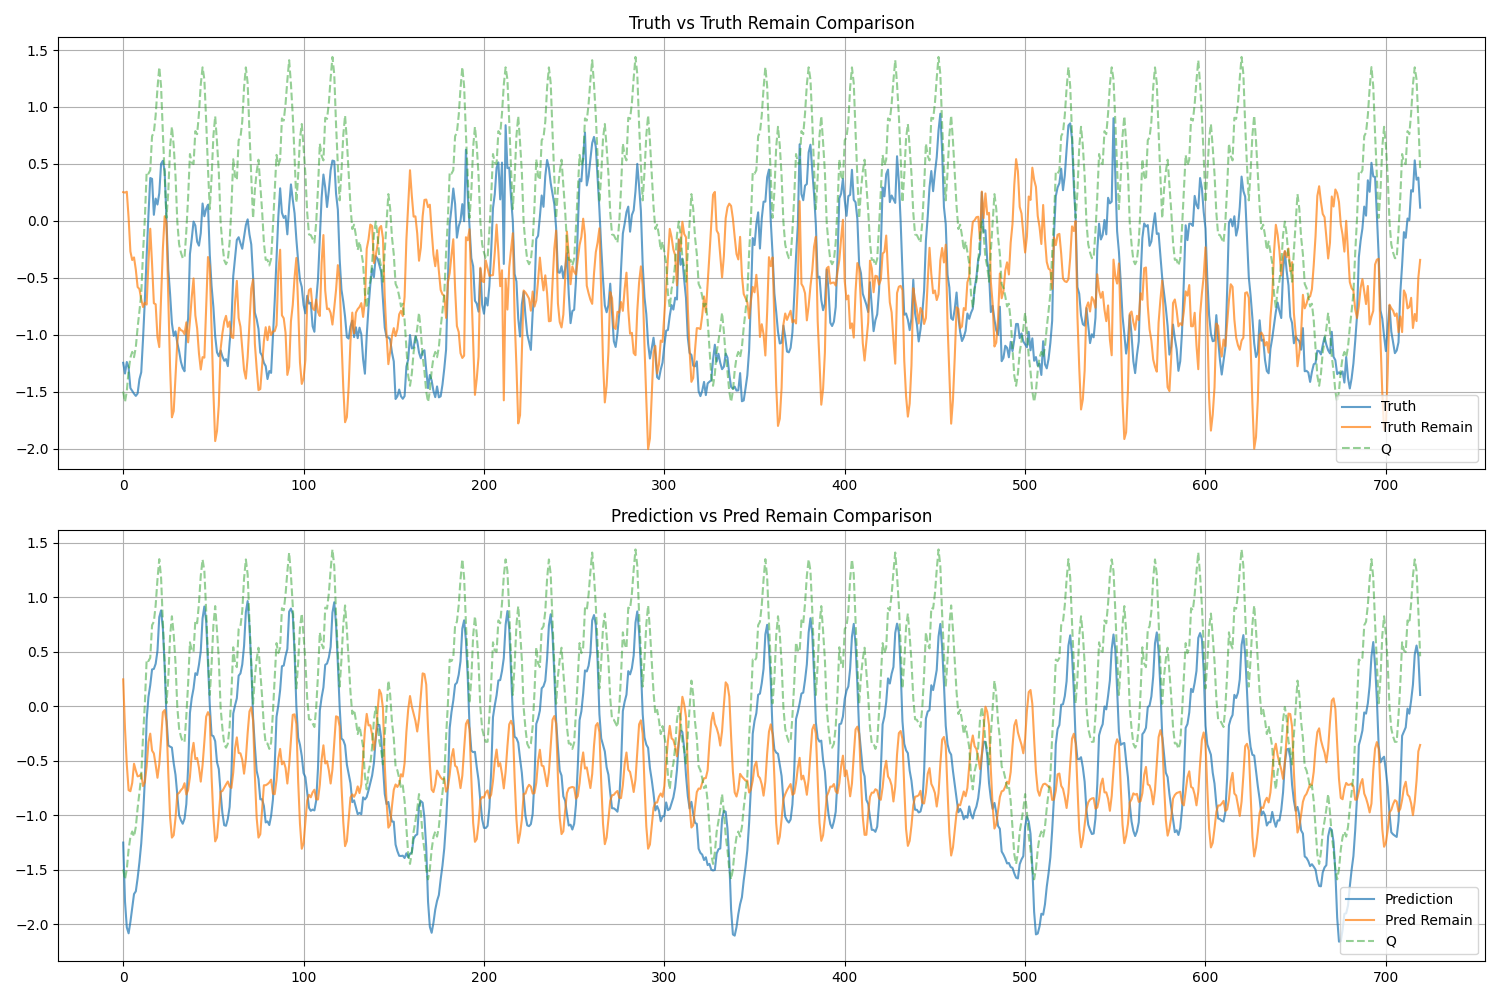 Truth vs Truth Remain Comparison
1.5
1.0
0.5
0.0
−0.5
−1.0
−1.5
−2.0
0 100 200 300 400 500 600 700
Truth
Truth Remain
Q
Prediction vs Pred Remain Comparison
1.5
1.0
0.5
0.0
−0.5
−1.0
−1.5
−2.0
0 100 200 300 400 500 600 700
Prediction
Pred Remain
Q